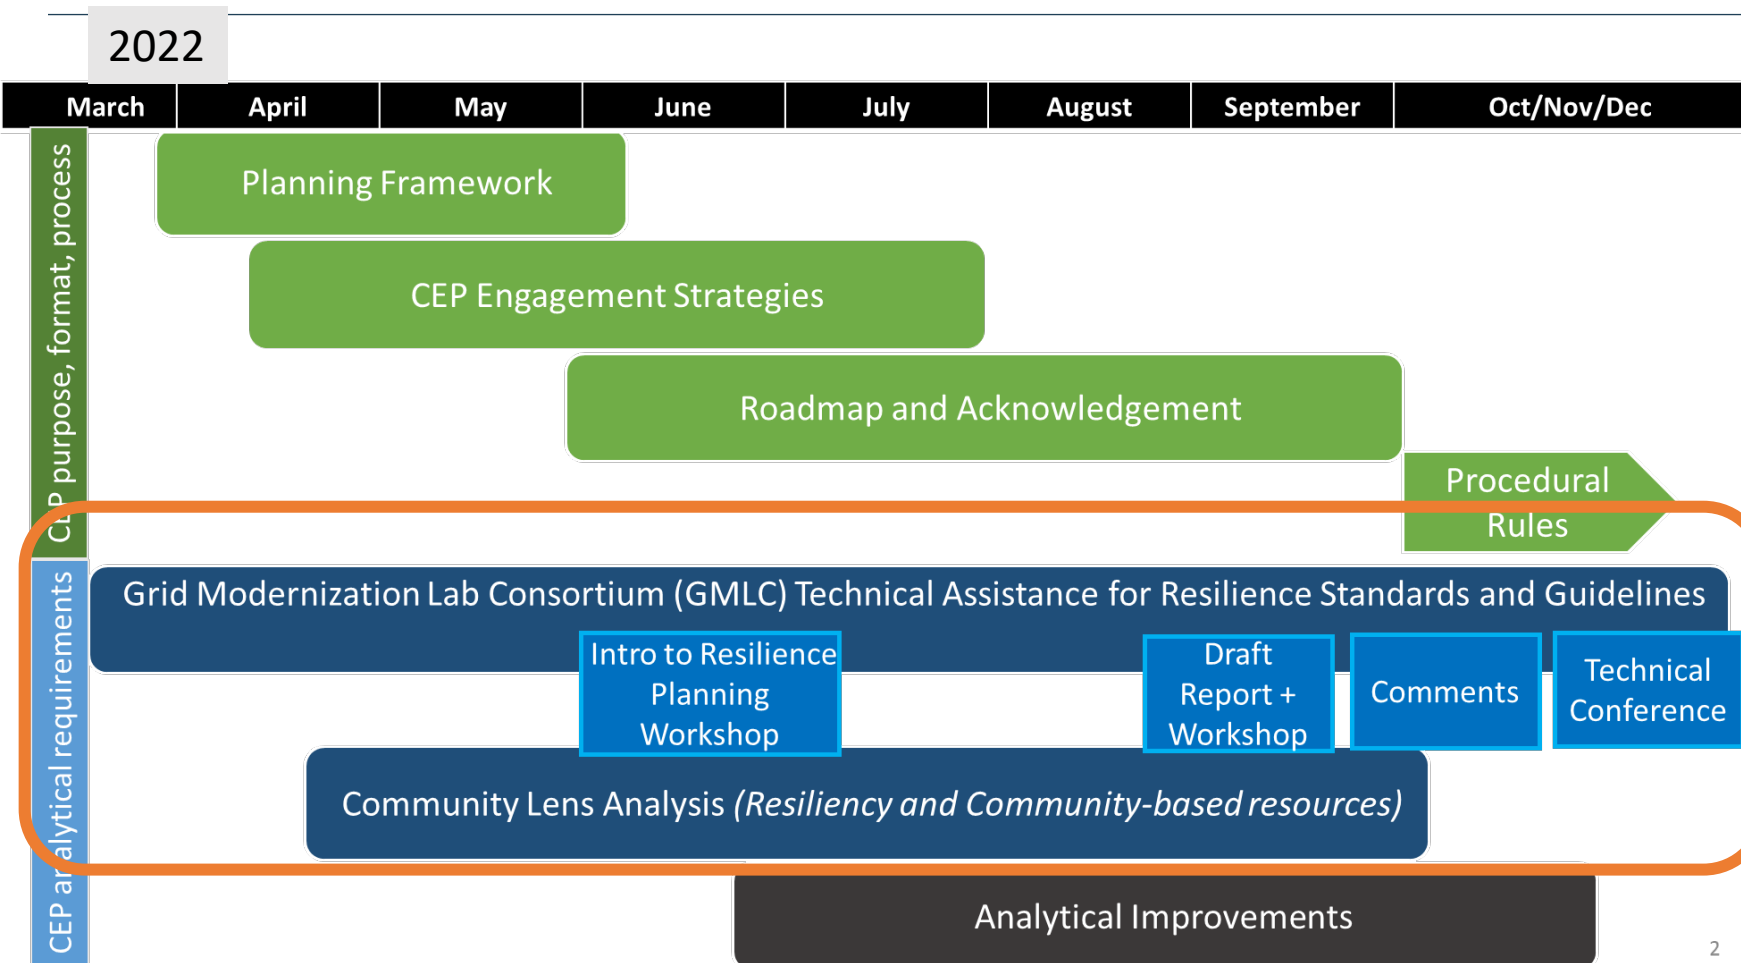 2022
March April May June July August September Oct/Nov/Dec
CEP purpose, format, process
Planning Framework
CEP Engagement Strategies
Roadmap and Acknowledgement
Procedural
Rules
CEP analytical requirements
Grid Modernization Lab Consortium (GMLC) Technical Assistance for Resilience Standards and Guidelines
Intro to Resilience
Planning
Workshop
Draft
Report +
Workshop
Comments
Technical
Conference
Community Lens Analysis (Resiliency and Community-based resources)
Analytical Improvements
2